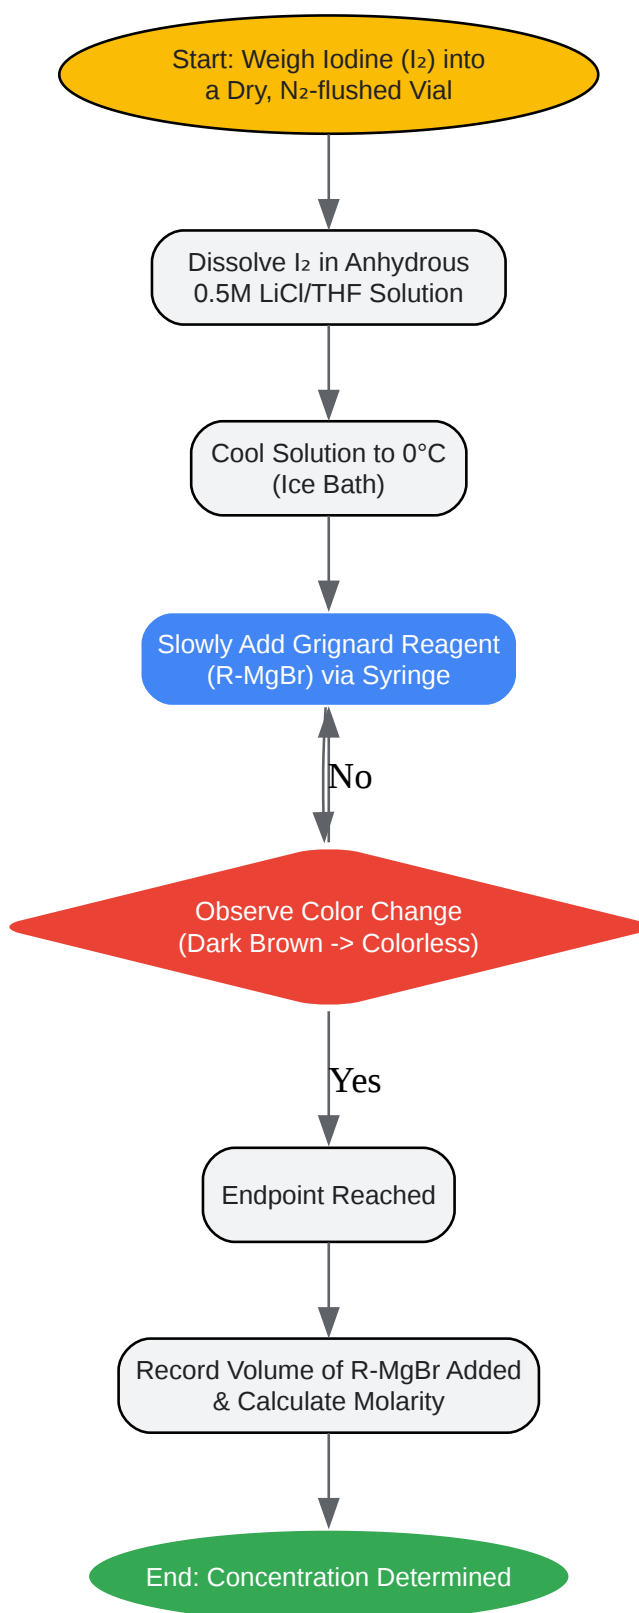 Start: Weigh Iodine (I₂) into
a Dry, N₂-flushed Vial
Dissolve I₂ in Anhydrous
0.5M LiCl/THF Solution
Cool Solution to 0°C
(Ice Bath)
Slowly Add Grignard Reagent
(R-MgBr) via Syringe
No
Observe Color Change
(Dark Brown -> Colorless)
Yes
Endpoint Reached
Record Volume of R-MgBr Added
& Calculate Molarity
End: Concentration Determined